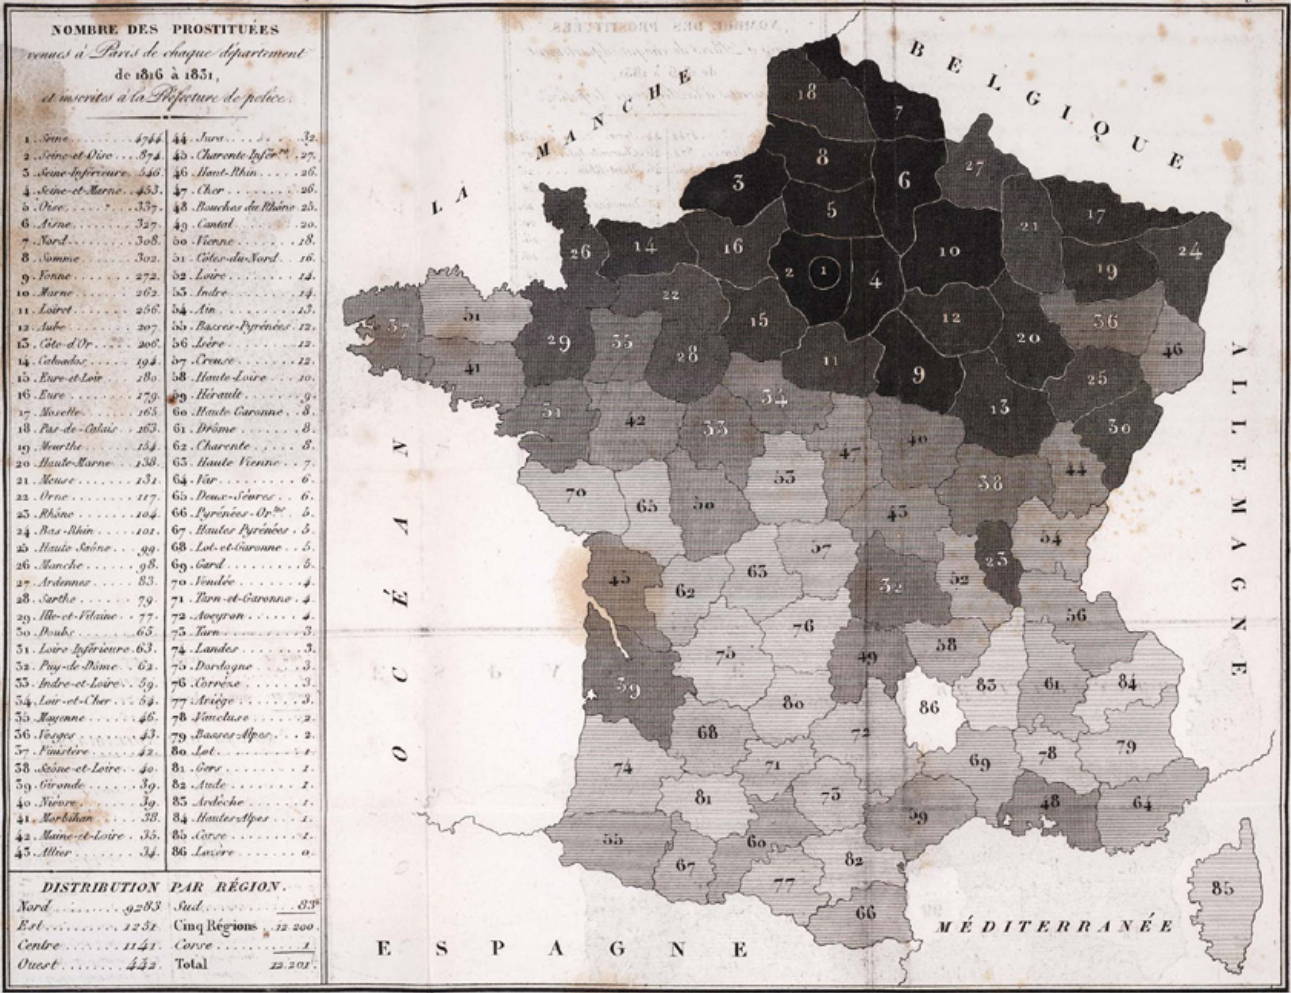 NOMBRE DES PROSTITUÉES
venues à Paris de chaque département
de 1816 à 1831,
et inscrites à la Préfecture de police.
1 . Seine 4744
2 . Seine-et-Oise 874
3 . Seine-Inférieure 546
4 . Seine-et-Marne 453
5 . Oise 337
6 . Aisne 327
7 . Nord 308
8 . Somme 302
9 . Yonne 272
10 . Marne 262
11 . Loiret 256
12 . Aube 207
13 . Côte-d'Or 206
14 . Calvados 194
15 . Eure-et-Loir 180
16 . Eure 179
17 . Moselle 165
18 . Pas-de-Calais 163
19 . Meurthe 154
20 . Haute-Marne 138
21 . Meuse 131
22 . Orne 117
23 . Rhône 104
24 . Bas-Rhin 101
25 . Haute Saône 99
26 . Manche 98
27 . Ardennes 83
28 . Sarthe 79
29 . Ille-et-Vilaine 77
30 . Doubs 65
31 . Loire Inférieure 63
32 . Puy-de-Dôme 62
33 . Indre-et-Loire 59
34 . Loir-et-Cher 54
35 . Mayenne 46
36 . Vosges 43
37 . Finistère 42
38 . Saône-et-Loire 40
39 . Gironde 39
40 . Nièvre 39
41 . Morbihan 38
42 . Maine-et-Loire 35
43 . Allier 34
44 . Jura 32
45 . Charente-Infér.re 27
46 . Haut-Rhin 26
47 . Cher 26
48 . Bouches du Rhône 25
49 . Cantal 20
50 . Vienne 18
51 . Côtes-du-Nord 16
52 . Loire 14
53 . Indre 14
54 . Ain 13
55 . Basses-Pyrénées 12
56 . Isère 12
57 . Creuse 12
58 . Haute-Loire 10
59 . Hérault 9
60 . Haute Garonne 8
61 . Drôme 8
62 . Charente 8
63 . Haute Vienne 7
64 . Var 6
65 . Deux-Sèvres 6
66 . Pyrénées-Or.les 5
67 . Hautes Pyrénées 5
68 . Lot-et-Garonne 5
69 . Gard 5
70 . Vendée 4
71 . Tarn-et-Garonne 4
72 . Aveyron 4
73 . Tarn 3
74 . Landes 3
75 . Dordogne 3
76 . Corrèze 3
77 . Ariège 3
78 . Vaucluse 2
79 . Basses-Alpes 2
80 . Lot 1
81 . Gers 1
82 . Aude 1
83 . Ardèche 1
84 . Hautes-Alpes 1
85 . Corse 1
86 . Lozère 0
DISTRIBUTION PAR RÉGION.
Nord 9283
Est 1251
Centre 1141
Ouest 442
Sud 83
Cinq Régions 12.200
Corse 1
Total 12.201
LA MANCHE
BELGIQUE
ALLEMAGNE
OCÉAN
ESPAGNE
MÉDITERRANÉE
18
7
8
27
3
6
5
17
26
14
16
21
24
10
2
1
4
19
22
37
51
15
12
36
29
35
28
20
46
41
11
9
25
34
13
31
42
33
40
30
47
38
44
53
70
65
50
43
57
54
45
62
63
32
52
23
76
56
75
49
58
39
83
61
84
80
86
68
72
69
78
79
74
71
81
73
59
48
64
55
60
67
82
77
66
85